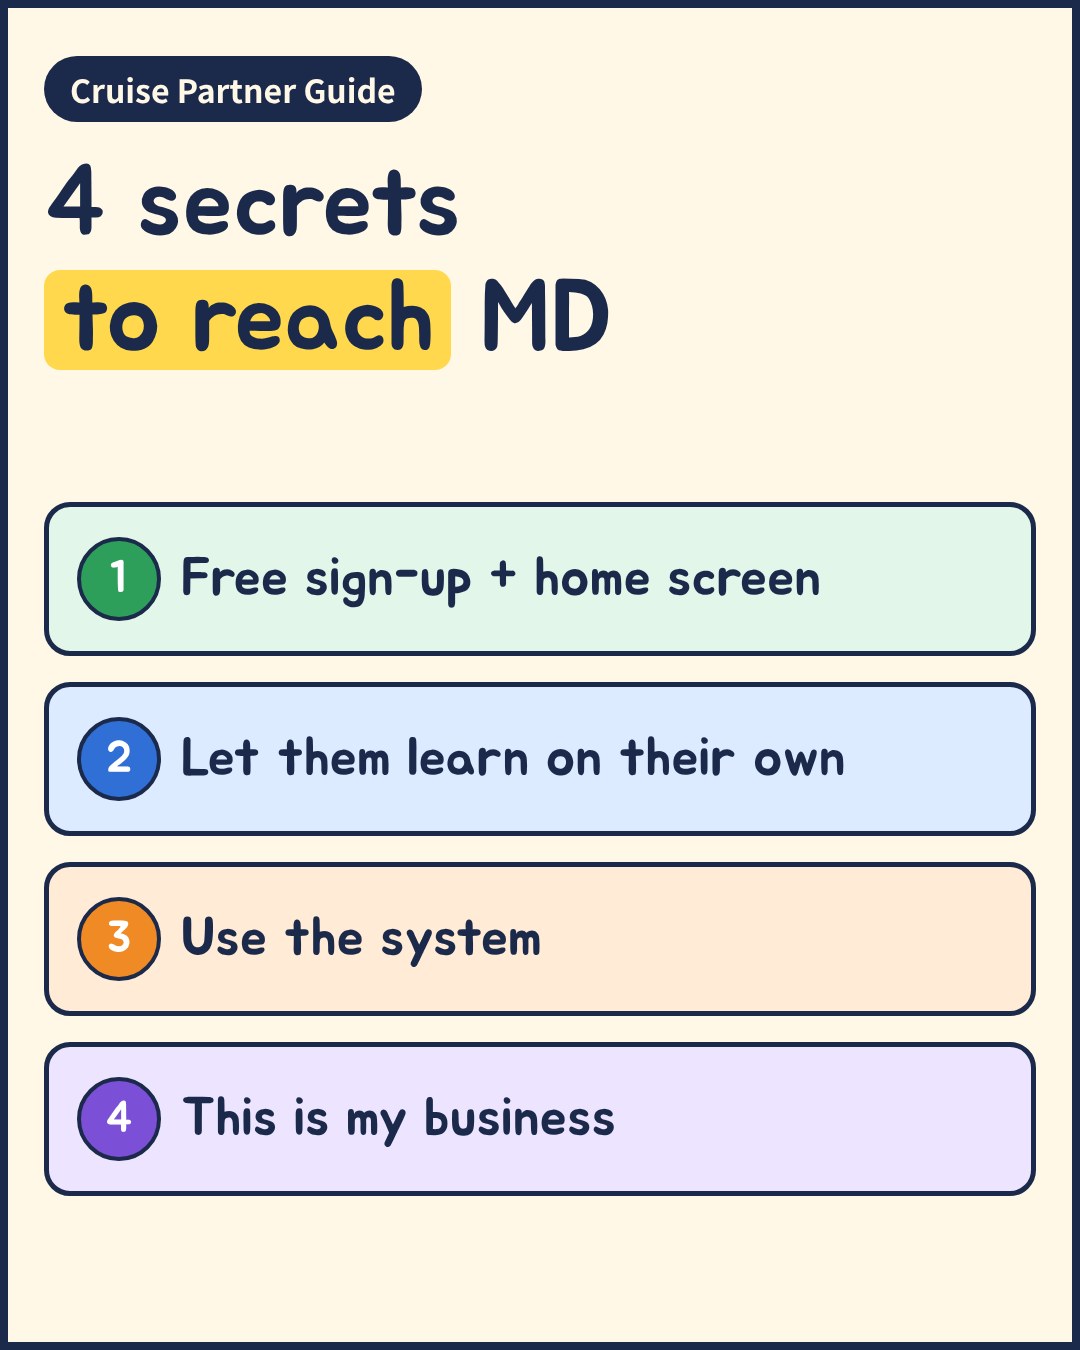 Cruise Partner Guide
4 secrets
to reach MD
1 Free sign-up + home screen
2 Let them learn on their own
3 Use the system
4 This is my business